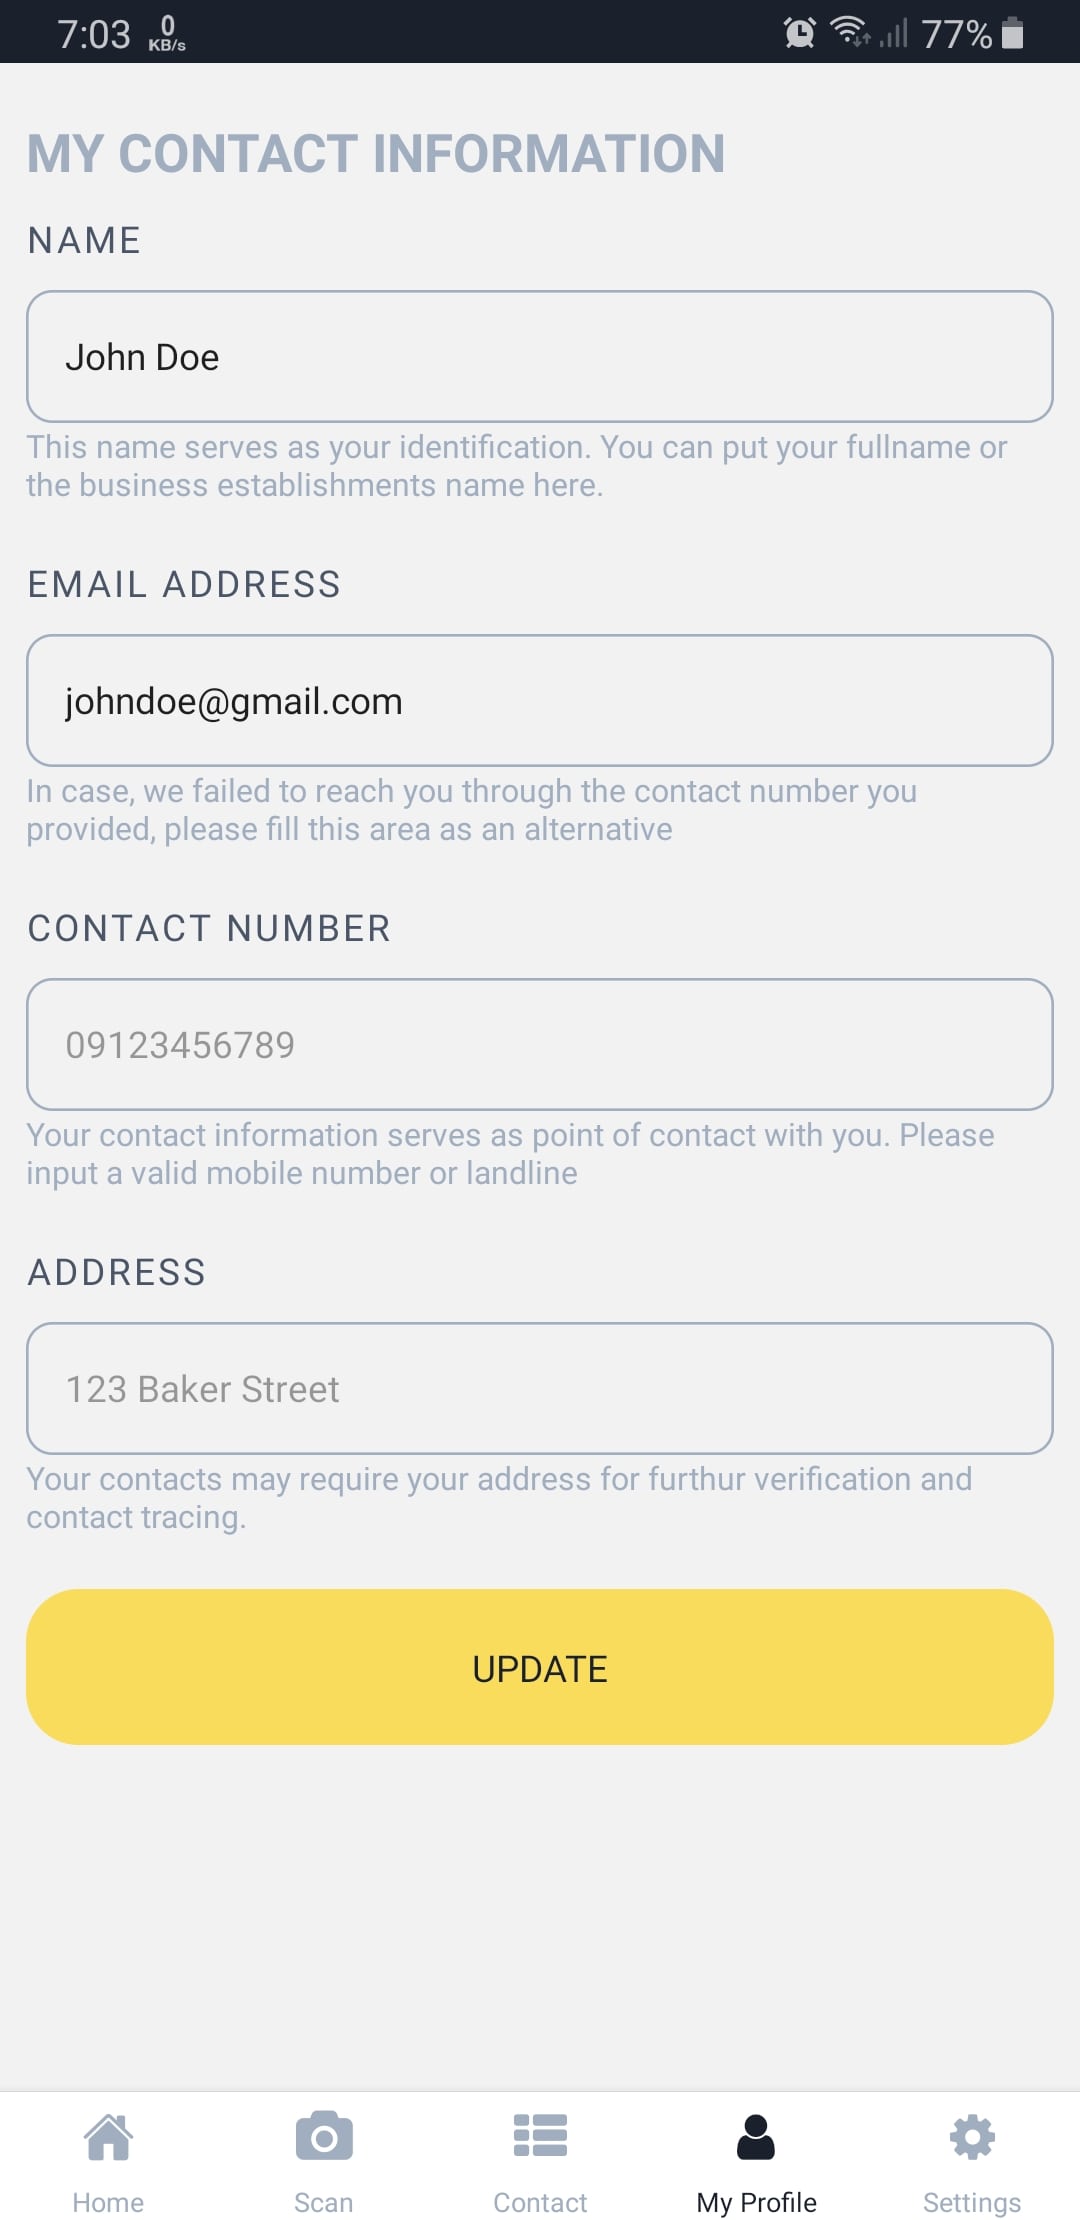 7:03 0 KB/s 77%
MY CONTACT INFORMATION
NAME
John Doe
This name serves as your identification. You can put your fullname or
the business establishments name here.
EMAIL ADDRESS
johndoe@gmail.com
In case, we failed to reach you through the contact number you
provided, please fill this area as an alternative
CONTACT NUMBER
09123456789
Your contact information serves as point of contact with you. Please
input a valid mobile number or landline
ADDRESS
123 Baker Street
Your contacts may require your address for furthur verification and
contact tracing.
UPDATE
Home Scan Contact My Profile Settings